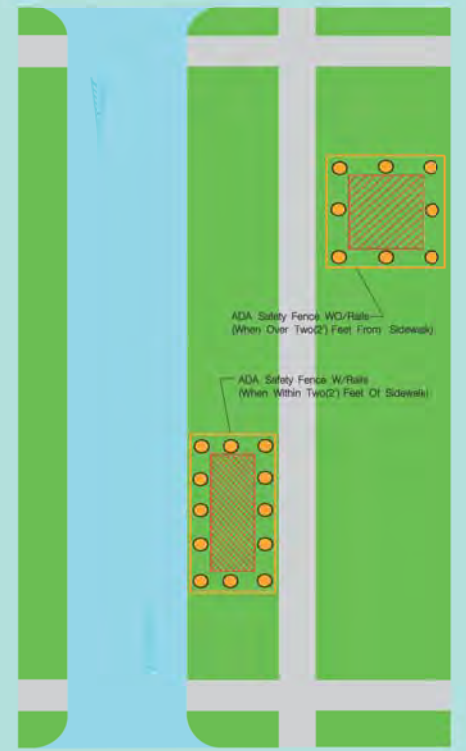 ADA Safety Fence WO/Rails
(When Over Two(2') Feet From Sidewalk)
ADA Safety Fence W/Rails
(When Within Two(2') Feet Of Sidewalk)